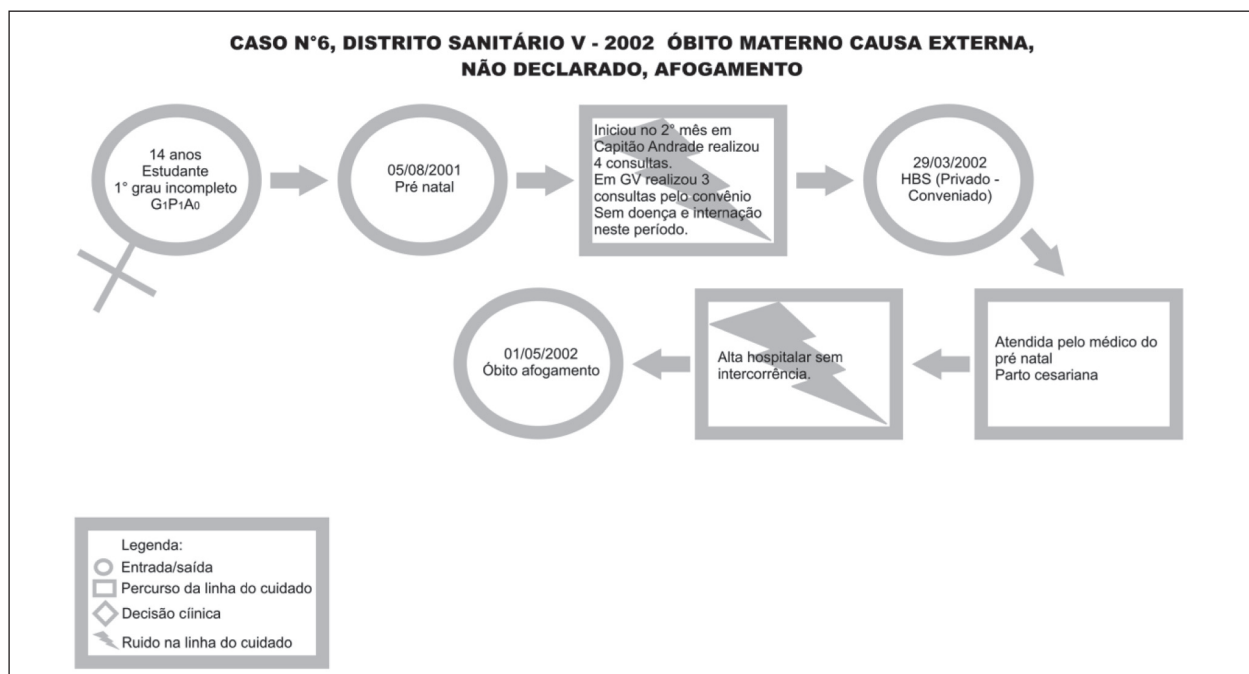 CASO N°6, DISTRITO SANITÁRIO V - 2002  ÓBITO MATERNO CAUSA EXTERNA,
NÃO DECLARADO, AFOGAMENTO
14 anos
Estudante
1° grau incompleto
G1P1A0
05/08/2001
Pré natal
Iniciou no 2° mês em
Capitão Andrade realizou
4 consultas.
Em GV realizou 3
consultas pelo convênio
Sem doença e internação
neste período.
29/03/2002
HBS (Privado -
Conveniado)
Atendida pelo médico do
pré natal
Parto cesariana
Alta hospitalar sem
intercorrência.
01/05/2002
Óbito afogamento
Legenda:
Entrada/saída
Percurso da linha do cuidado
Decisão cíinica
Ruido na linha do cuidado